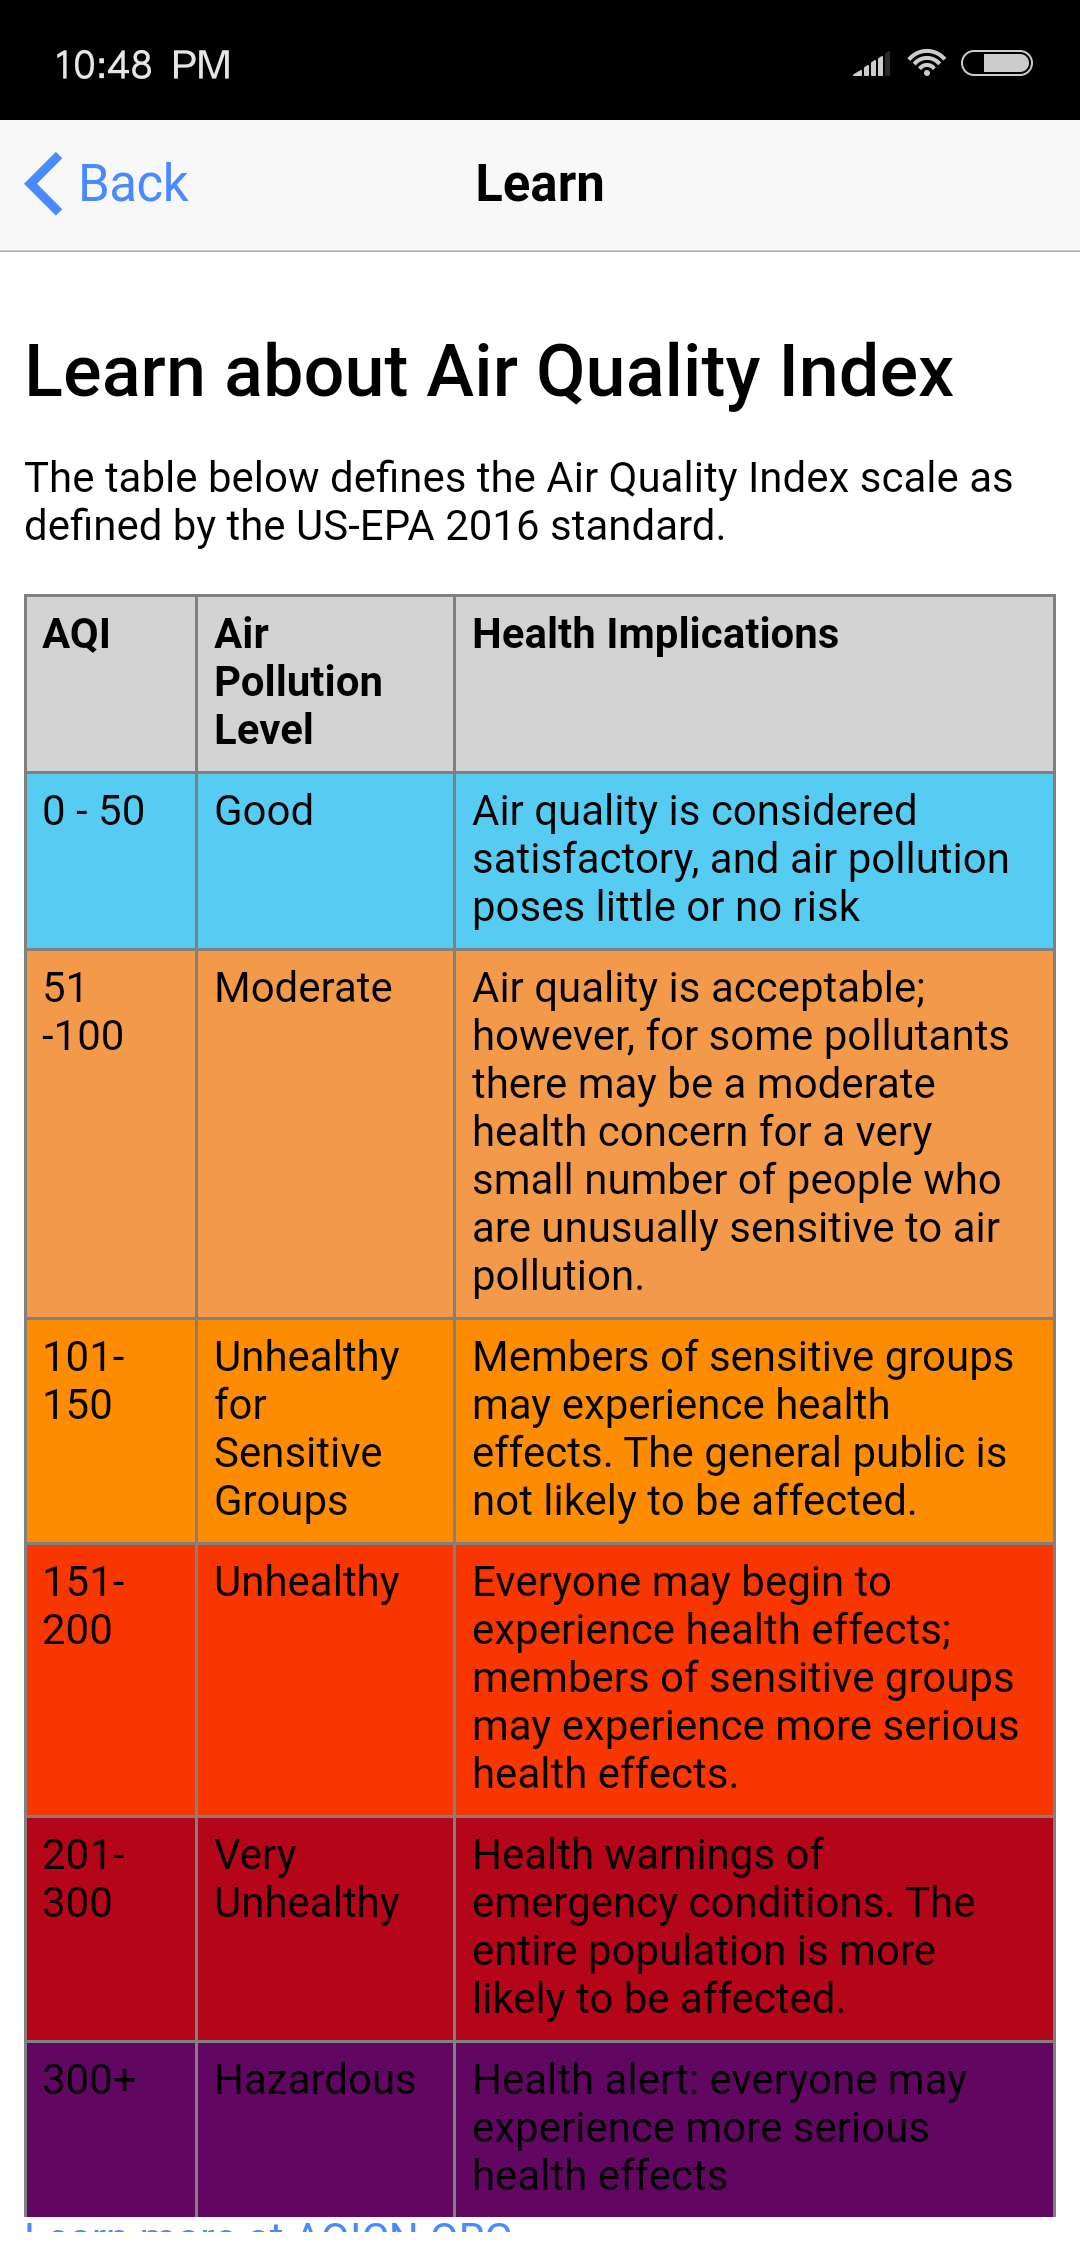 10:48 PM
Back
Learn
Learn about Air Quality Index
The table below defines the Air Quality Index scale as
defined by the US-EPA 2016 standard.
AQI
Air
Pollution
Level
Health Implications
0 - 50
Good
Air quality is considered
satisfactory, and air pollution
poses little or no risk
51
-100
Moderate
Air quality is acceptable;
however, for some pollutants
there may be a moderate
health concern for a very
small number of people who
are unusually sensitive to air
pollution.
101-
150
Unhealthy
for
Sensitive
Groups
Members of sensitive groups
may experience health
effects. The general public is
not likely to be affected.
151-
200
Unhealthy
Everyone may begin to
experience health effects;
members of sensitive groups
may experience more serious
health effects.
201-
300
Very
Unhealthy
Health warnings of
emergency conditions. The
entire population is more
likely to be affected.
300+
Hazardous
Health alert: everyone may
experience more serious
health effects
Learn more at AQICN.ORG